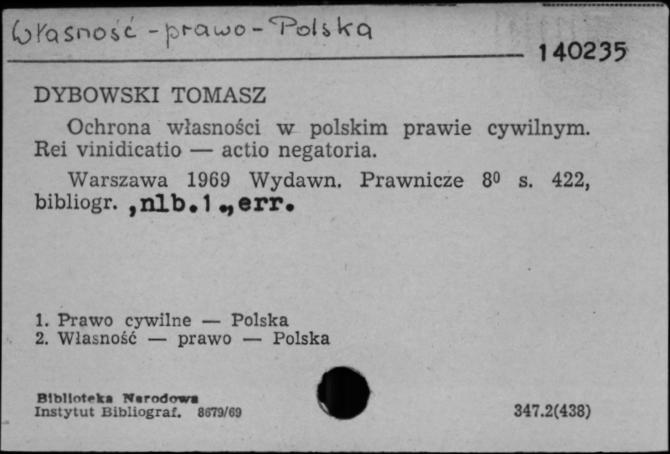 Własność - prawo - Polska
140235
DYBOWSKI TOMASZ
Ochrona własności w polskim prawie cywilnym.
Rei vinidicatio — actio negatoria.
Warszawa 1969 Wydawn. Prawnicze 8⁰ s. 422,
bibliogr. ,nlb.1.,err.
1. Prawo cywilne — Polska
2. Własność — prawo — Polska
Biblioteka Narodowa
Instytut Bibliograf. 8679/69
347.2(438)